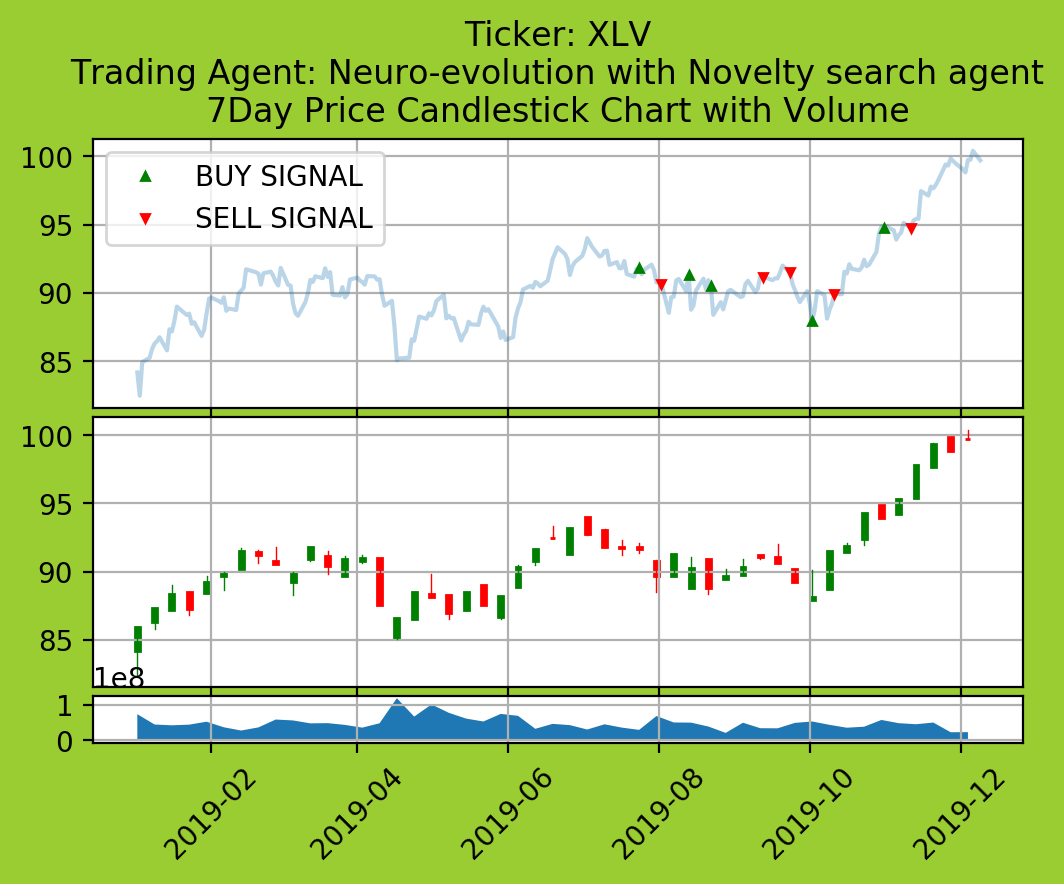 Ticker: XLV
Trading Agent: Neuro-evolution with Novelty search agent
7Day Price Candlestick Chart with Volume
BUY SIGNAL
SELL SIGNAL
100
95
90
85
100
95
90
85
1e8
1
0
2019-02
2019-04
2019-06
2019-08
2019-10
2019-12